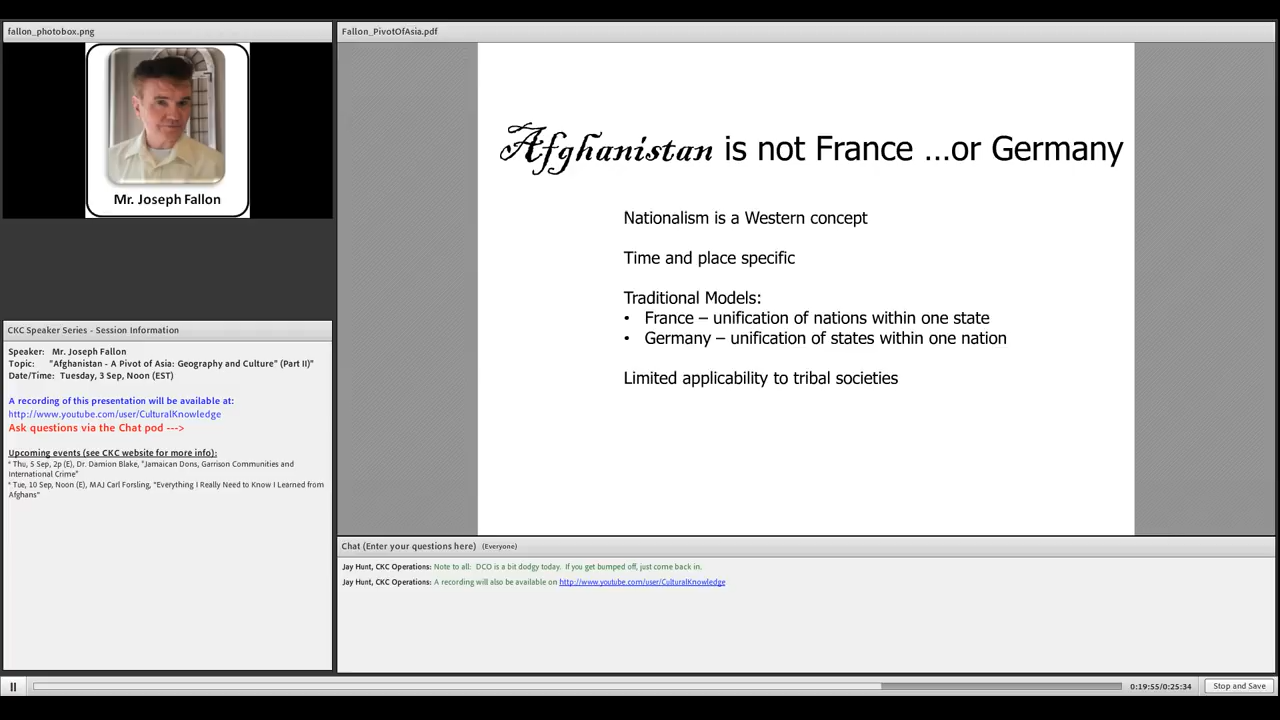 fallon_photobox.png
Mr. Joseph Fallon
CKC Speaker Series - Session Information
Speaker: Mr. Joseph Fallon
Topic: "Afghanistan - A Pivot of Asia: Geography and Culture" (Part II)"
Date/Time: Tuesday, 3 Sep, Noon (EST)
A recording of this presentation will be available at:
http://www.youtube.com/user/CulturalKnowledge
Ask questions via the Chat pod --->
Upcoming events (see CKC website for more info):
* Thu, 5 Sep, 2p (E), Dr. Damion Blake, "Jamaican Dons, Garrison Communities and
International Crime"
* Tue, 10 Sep, Noon (E), MAJ Carl Forsling, "Everything I Really Need to Know I Learned from
Afghans"
Fallon_PivotOfAsia.pdf
Afghanistan is not France ...or Germany
Nationalism is a Western concept
Time and place specific
Traditional Models:
• France – unification of nations within one state
• Germany – unification of states within one nation
Limited applicability to tribal societies
Chat (Enter your questions here) (Everyone)
Jay Hunt, CKC Operations: Note to all: DCO is a bit dodgy today. If you get bumped off, just come back in.
Jay Hunt, CKC Operations: A recording will also be available on http://www.youtube.com/user/CulturalKnowledge
0:19:55/0:25:34
Stop and Save